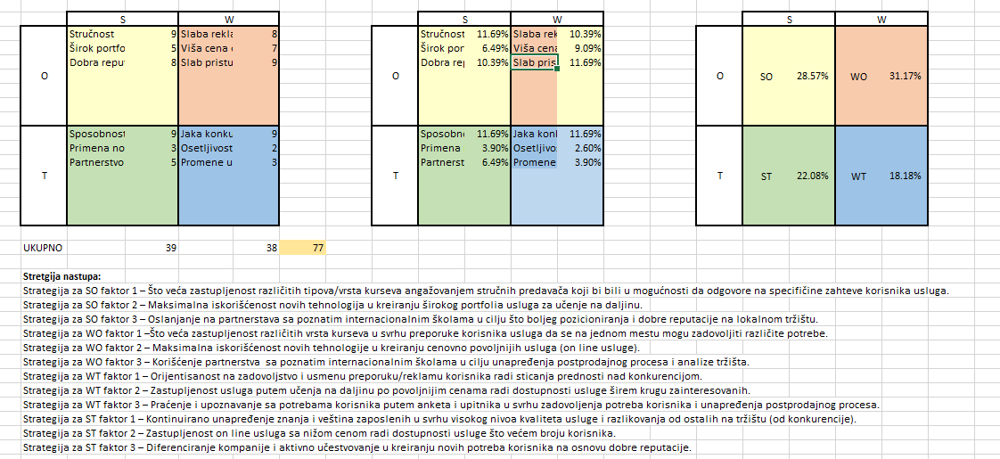 S W S W S W
Stručnost 9 Slaba rekla 8 Stručnost 11.69% Slaba rek 10.39%
Širok portfo 5 Viša cena 7 Širok por 6.49% Viša cena 9.09%
Dobra repu 8 Slab pristu 9 Dobra rep 10.39% Slab pris 11.69%
O O O SO 28.57% WO 31.17%
Sposobnost 9 Jaka konku 9 Sposobn 11.69% Jaka kon 11.69%
Primena no 3 Osetljivost 2 Primena 3.90% Osetljivo 2.60%
Partnerstvo 5 Promene u 3 Partnerst 6.49% Promene 3.90%
T T T ST 22.08% WT 18.18%
UKUPNO 39 38 77
Stretgija nastupa:
Strategija za SO faktor 1 – Što veća zastupljenost različitih tipova/vrsta kurseva angažovanjem stručnih predavača koji bi bili u mogućnosti da odgovore na specifičine zahteve korisnika usluga.
Strategija za SO faktor 2 – Maksimalna iskorišćenost novih tehnologija u kreiranju širokog portfolia usluga za učenje na daljinu.
Strategija za SO faktor 3 – Oslanjanje na partnerstava sa poznatim internacionalnim školama u cilju što boljeg pozicioniranja i dobre reputacije na lokalnom tržištu.
Strategija za WO faktor 1 –Što veća zastupljenost različitih vrsta kurseva u svrhu preporuke korisnika usluga da se na jednom mestu mogu zadovoljiti različite potrebe.
Strategija za WO faktor 2 – Maksimalna iskorišćenost novih tehnologije u kreiranju cenovno povoljnijih usluga (on line usluge).
Strategija za WO faktor 3 – Korišćenje partnerstva  sa poznatim internacionalnim školama u cilju unapređenja postprodajnog procesa i analize tržišta.
Strategija za WT faktor 1 – Orijentisanost na zadovoljstvo i usmenu preporuku/reklamu korisnika radi sticanja prednosti nad konkurencijom.
Strategija za WT faktor 2 – Zastupljenost usluga putem učenja na daljinu po povoljnijim cenama radi dostupnosti usluge širem krugu zainteresovanih.
Strategija za WT faktor 3 – Praćenje i upoznavanje sa potrebama korisnika putem anketa i upitnika u svrhu zadovoljenja potreba korisnika i unapređenja postprodajnog procesa.
Strategija za ST faktor 1 – Kontinuirano unapređenje znanja i veština zaposlenih u svrhu visokog nivoa kvaliteta usluge i razlikovanja od ostalih na tržištu (od konkurencije).
Strategija za ST faktor 2 – Zastupljenost on line usluga sa nižom cenom radi dostupnosti usluge što većem broju korisnika.
Strategija za ST faktor 3 – Diferenciranje kompanije i aktivno učestvovanje u kreiranju novih potreba korisnika na osnovu dobre reputacije.